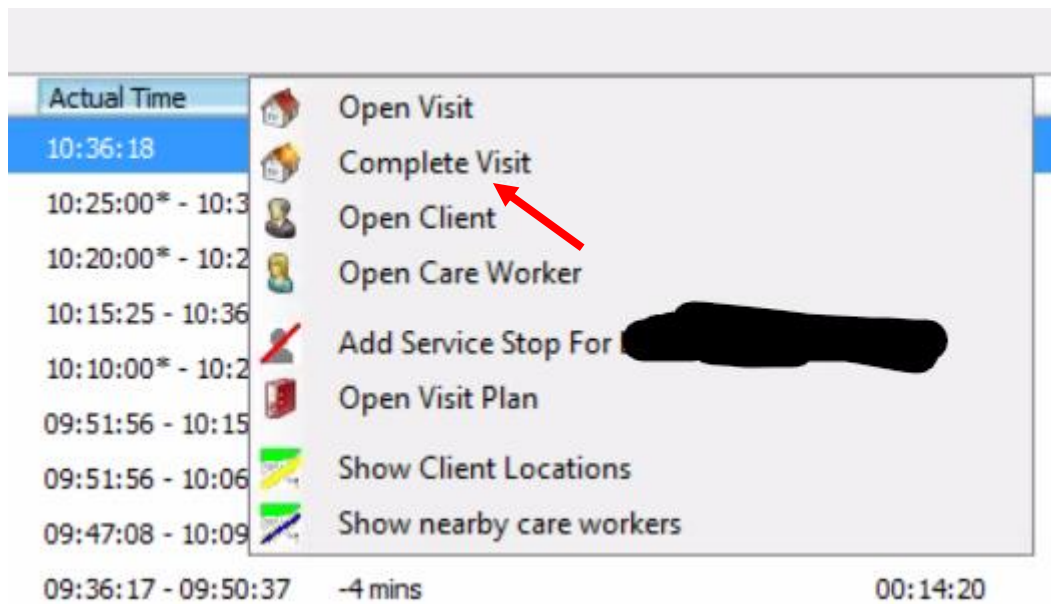 Actual Time
10:36:18
10:25:00* - 10:3
10:20:00* - 10:2
10:15:25 - 10:36
10:10:00* - 10:2
09:51:56 - 10:15
09:51:56 - 10:06
09:47:08 - 10:09
09:36:17 - 09:50:37 -4 mins 00:14:20
Open Visit
Complete Visit
Open Client
Open Care Worker
Add Service Stop For
Open Visit Plan
Show Client Locations
Show nearby care workers